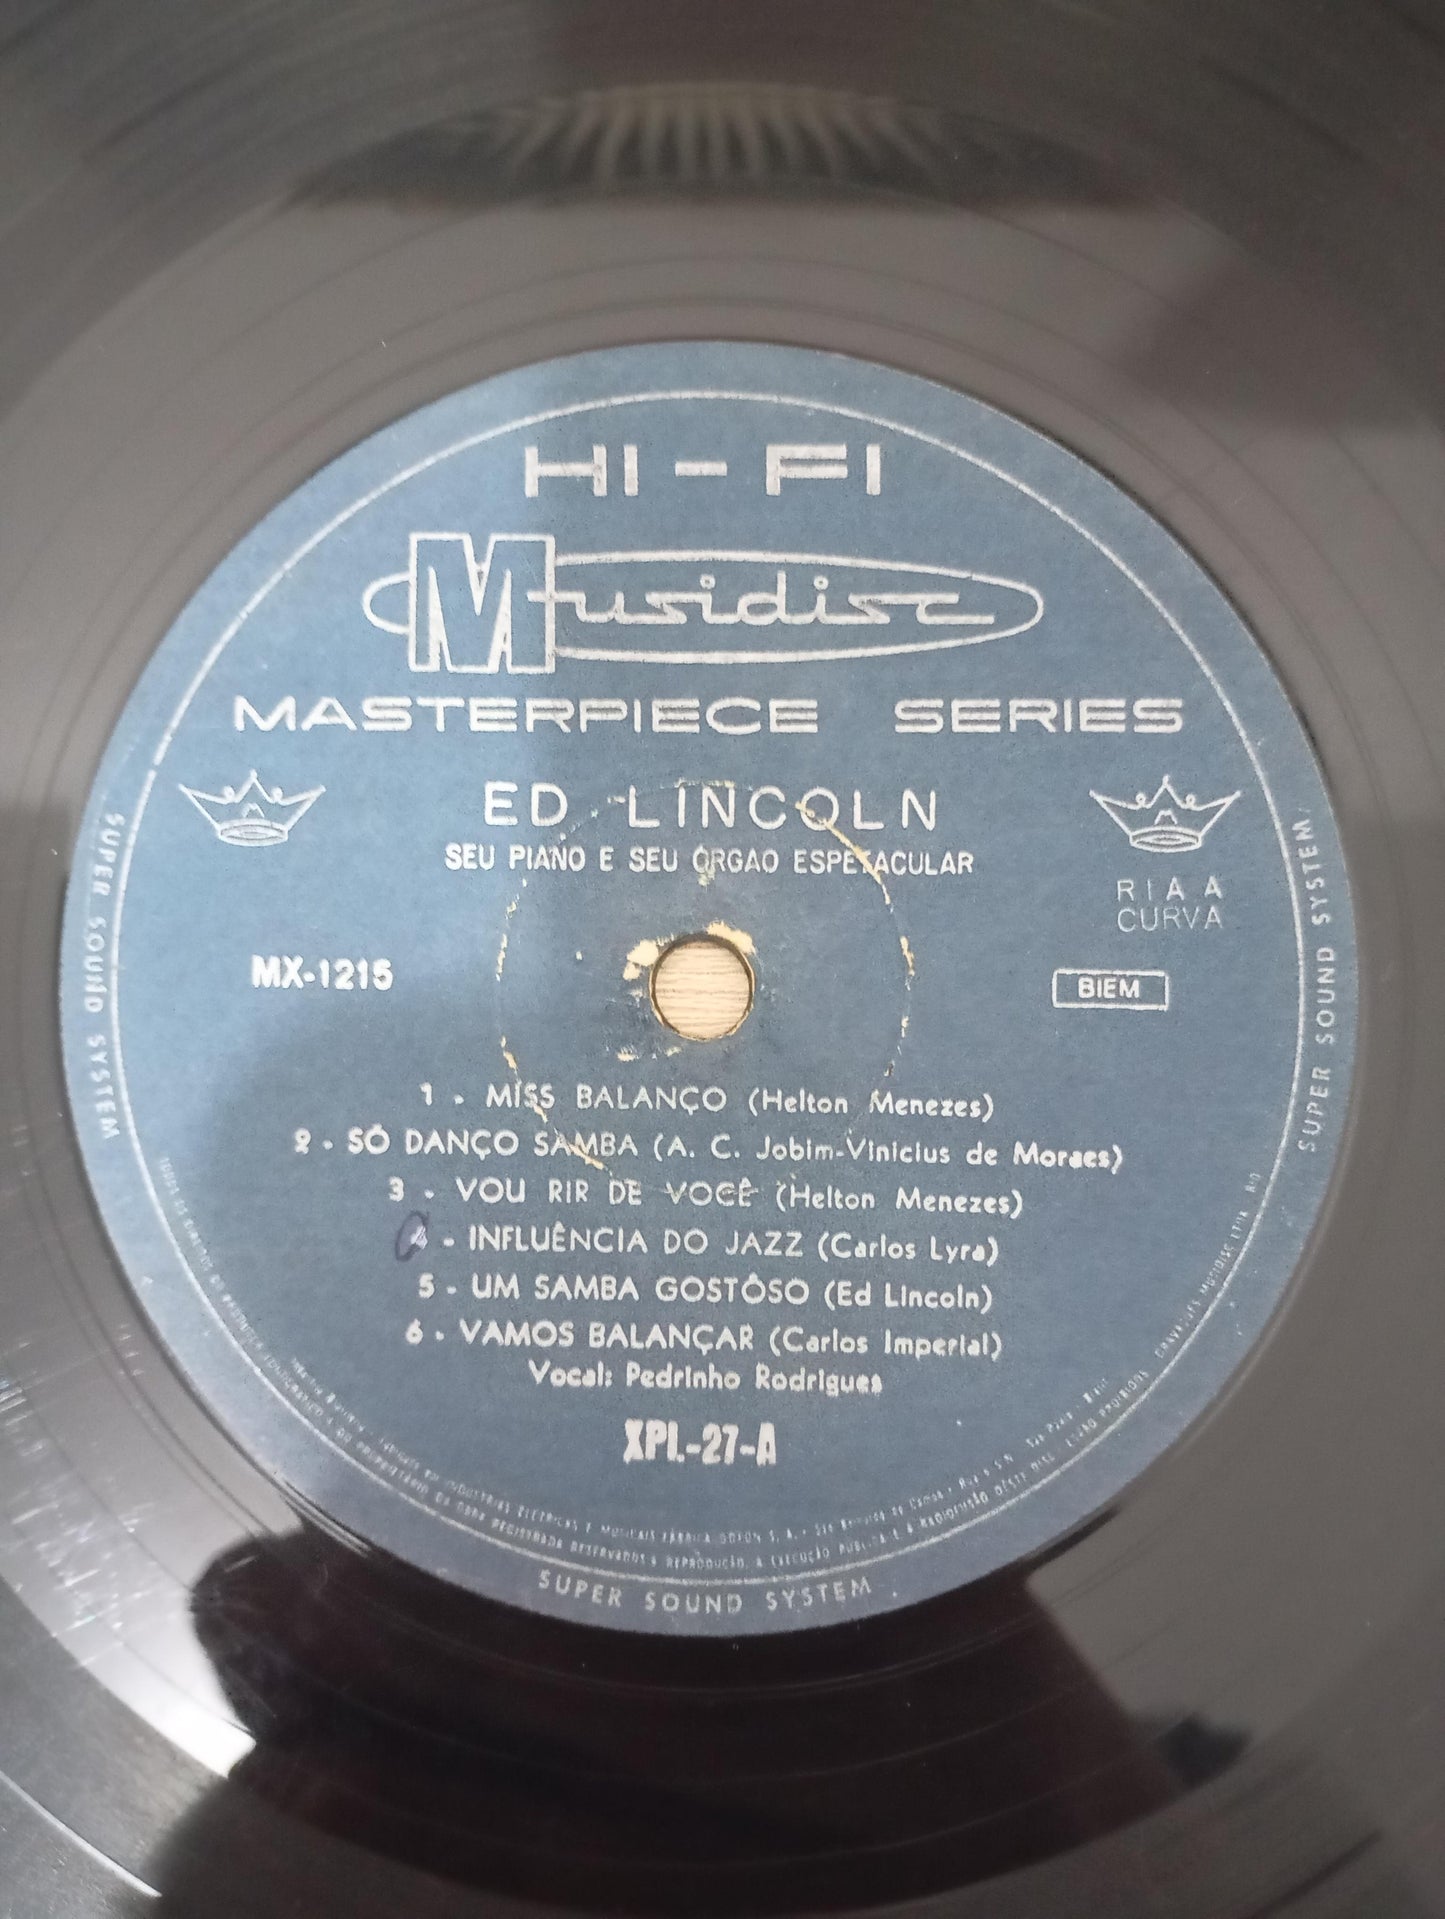 HI-FI
Musidisc
MASTERPIECE SERIES
ED LINCOLN
SEU PIANO E SEU ÓRGAO ESPETACULAR
RIAA
CURVA
MX-1215
BIEM
1 - MISS BALANÇO (Helton Menezes)
2 - SÓ DANÇO SAMBA (A. C. Jobim-Vinicius de Moraes)
3 - VOU RIR DE VOCÊ (Helton Menezes)
4 - INFLUÊNCIA DO JAZZ (Carlos Lyra)
5 - UM SAMBA GOSTÔSO (Ed Lincoln)
6 - VAMOS BALANÇAR (Carlos Imperial)
Vocal: Pedrinho Rodrigues
XPL-27-A
SUPER SOUND SYSTEM
SUPER SOUND SYSTEM
SUPER SOUND SYSTEM